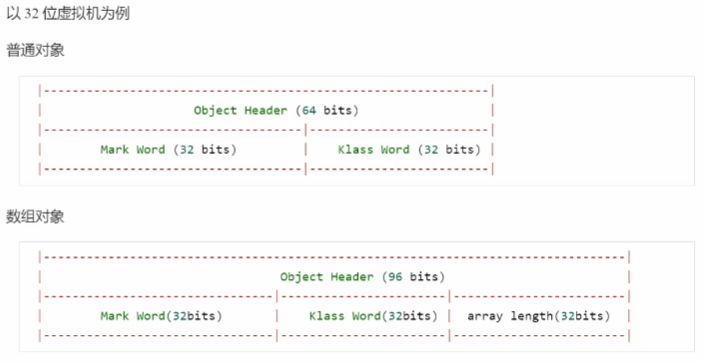 以 32 位虚拟机为例
普通对象
|--------------------------------------------------------------|
| Object Header (64 bits) |
|------------------------------------|-------------------------|
| Mark Word (32 bits) | Klass Word (32 bits) |
|------------------------------------|-------------------------|
数组对象
|---------------------------------------------------------------------------------|
| Object Header (96 bits) |
|--------------------------------|-----------------------|------------------------|
| Mark Word(32bits) | Klass Word(32bits) | array length(32bits) |
|--------------------------------|-----------------------|------------------------|